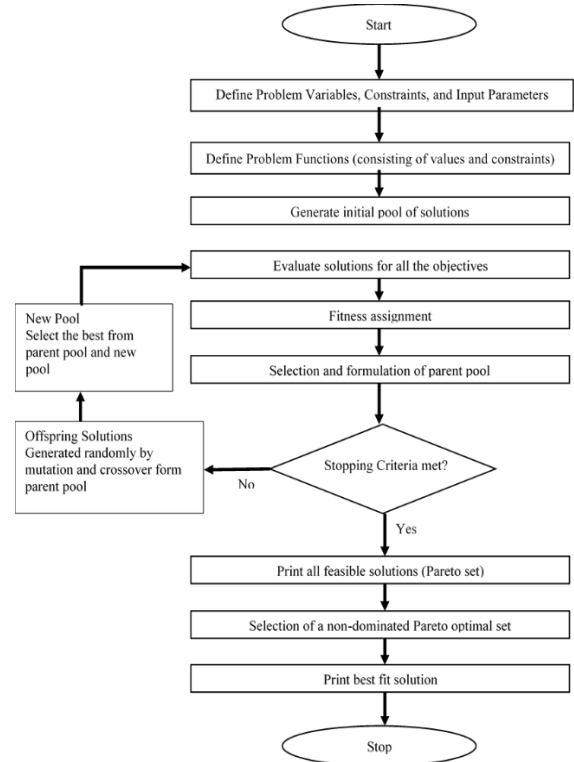 Start
Define Problem Variables, Constraints, and Input Parameters
Define Problem Functions (consisting of values and constraints)
Generate initial pool of solutions
Evaluate solutions for all the objectives
Fitness assignment
Selection and formulation of parent pool
New Pool
Select the best from
parent pool and new
pool
Offspring Solutions
Generated randomly by
mutation and crossover form
parent pool
Stopping Criteria met?
No
Yes
Print all feasible solutions (Pareto set)
Selection of a non-dominated Pareto optimal set
Print best fit solution
Stop